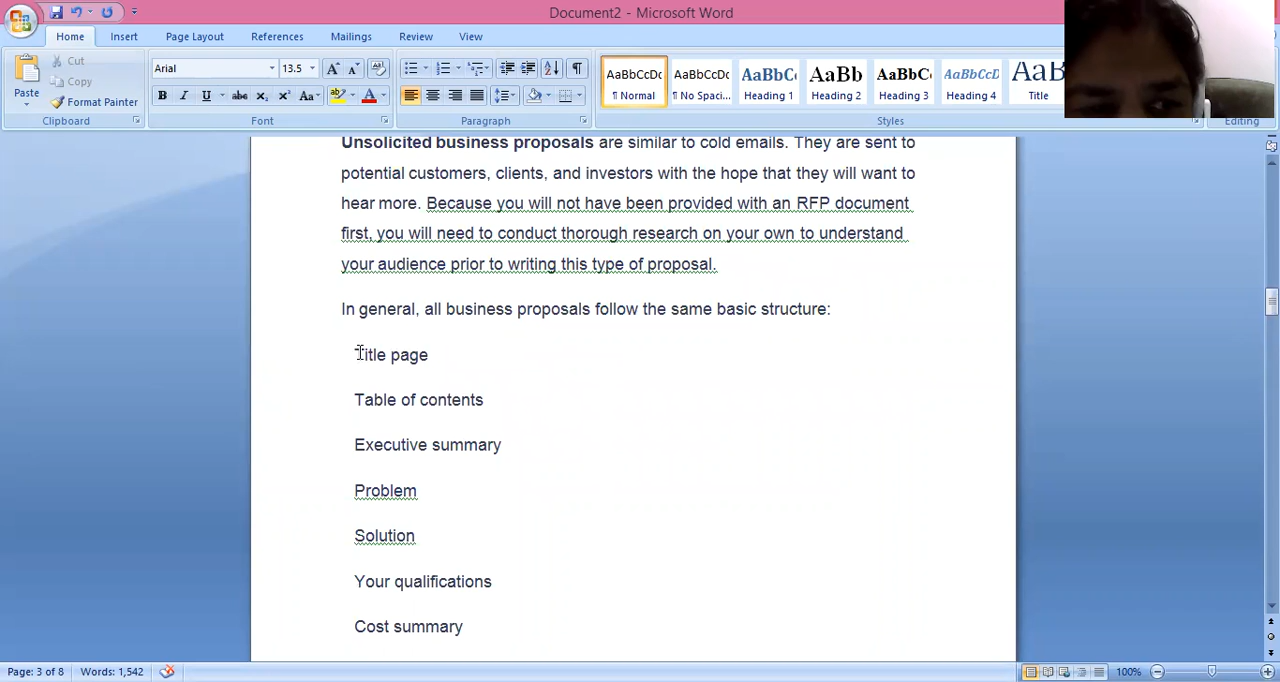 Document2 - Microsoft Word
Home Insert Page Layout References Mailings Review View
Paste
Cut
Copy
Format Painter
Clipboard
Arial 13.5
Font
Paragraph
AaBbCcDc AaBbCcDc AaBbC AaBb AaBbC AaBbCcD AaB
¶ Normal ¶ No Spaci... Heading 1 Heading 2 Heading 3 Heading 4 Title
Styles
Editing
Unsolicited business proposals are similar to cold emails. They are sent to
potential customers, clients, and investors with the hope that they will want to
hear more. Because you will not have been provided with an RFP document
first, you will need to conduct thorough research on your own to understand
your audience prior to writing this type of proposal.
In general, all business proposals follow the same basic structure:
Title page
Table of contents
Executive summary
Problem
Solution
Your qualifications
Cost summary
Page: 3 of 8 Words: 1,542 100%